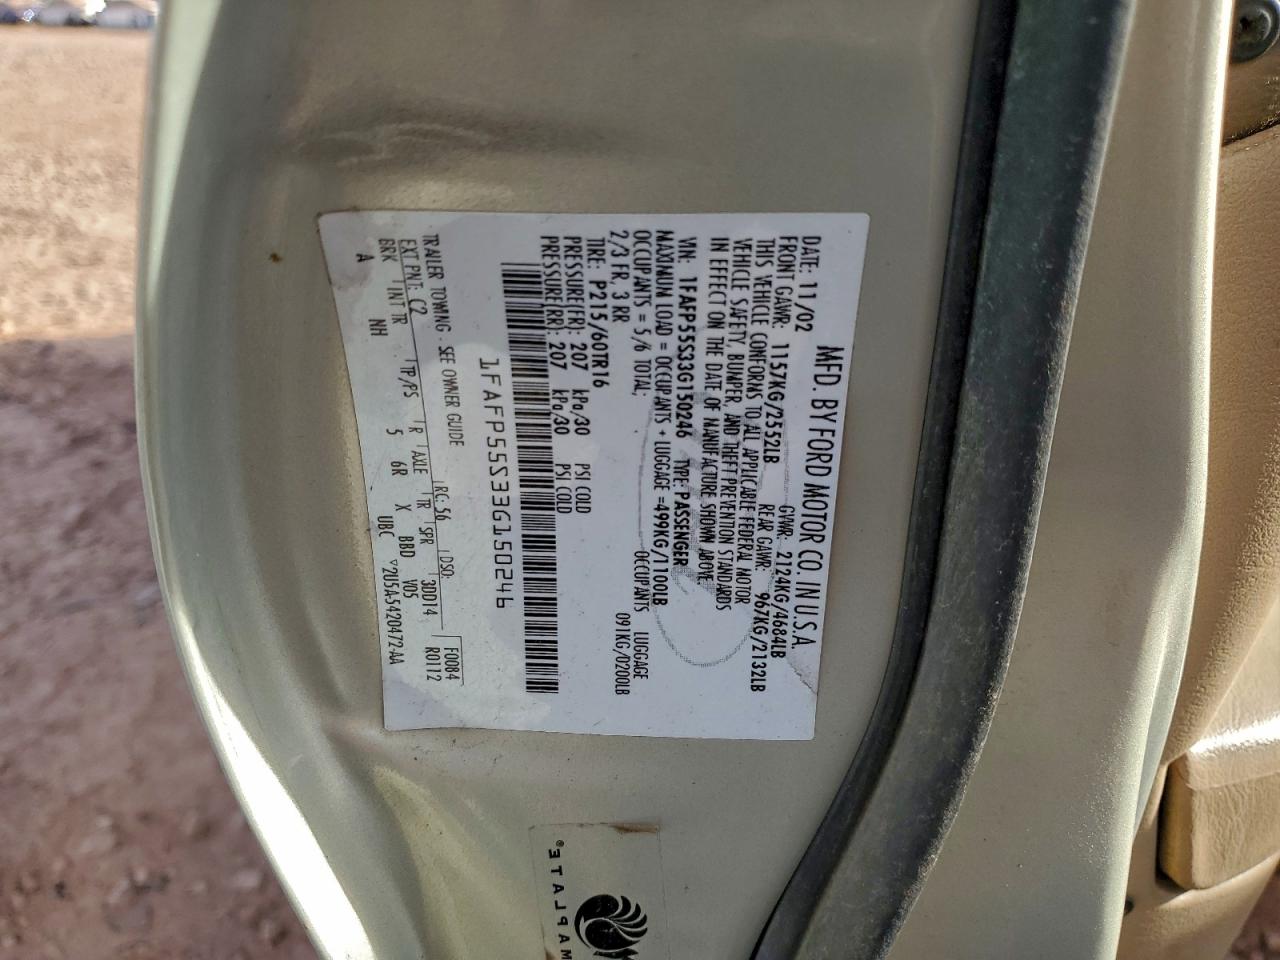 MFD. BY FORD MOTOR CO. IN U.S.A.
DATE: 11/02 GVWR: 2124KG/4684LB
FRONT GAWR: 1157KG/2552LB REAR GAWR: 967KG/2132LB
THIS VEHICLE CONFORMS TO ALL APPLICABLE FEDERAL MOTOR
VEHICLE SAFETY, BUMPER, AND THEFT PREVENTION STANDARDS
IN EFFECT ON THE DATE OF MANUFACTURE SHOWN ABOVE.
VIN: 1FAFP55S33G150246 TYPE: PASSENGER
MAXIMUM LOAD = OCCUPANTS + LUGGAGE = 499KG/1100LB
OCCUPANTS = 5/6 TOTAL; OCCUPANTS LUGGAGE
2/3 FR, 3 RR 091KG/0200LB
TIRE: P215/60TR16
PRESSURE(FR): 207 kPa/30 PSI COLD
PRESSURE(RR): 207 kPa/30 PSI COLD
1FAFP55S33G150246
TRAILER TOWING - SEE OWNER GUIDE F0084
EXT PNT: C2 RC: 56 DSO: R0112
BRK INT TR TP/PS R AXLE TR SPR 3DD14
A NH 5 6R X BBD VDS
UBC ▽2U5A-5420472-AA
MAPLATE®